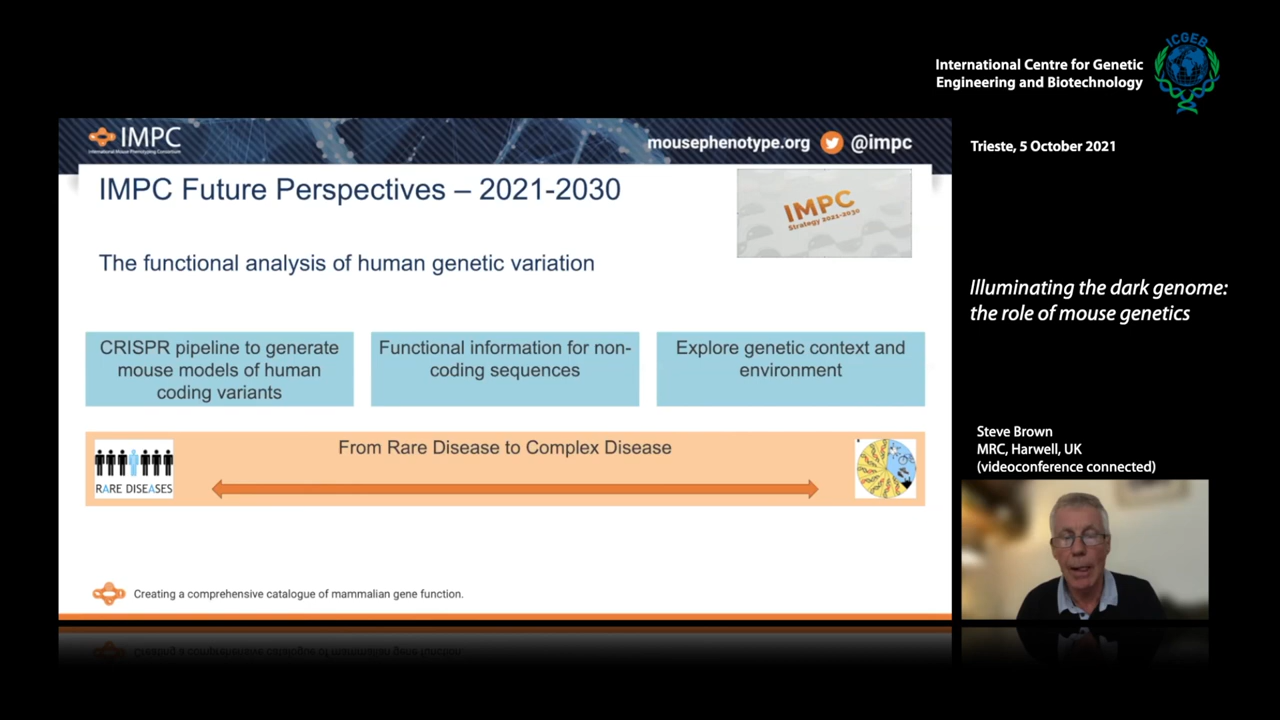 ICGEB
International Centre for Genetic
Engineering and Biotechnology
IMPC
International Mouse Phenotyping Consortium
mousephenotype.org
@impc
Trieste, 5 October 2021
IMPC Future Perspectives – 2021-2030
IMPC
Strategy 2021-2030
The functional analysis of human genetic variation
Illuminating the dark genome:
the role of mouse genetics
CRISPR pipeline to generate
mouse models of human
coding variants
Functional information for non-
coding sequences
Explore genetic context and
environment
From Rare Disease to Complex Disease
RARE DISEASES
Steve Brown
MRC, Harwell, UK
(videoconference connected)
Creating a comprehensive catalogue of mammalian gene function.